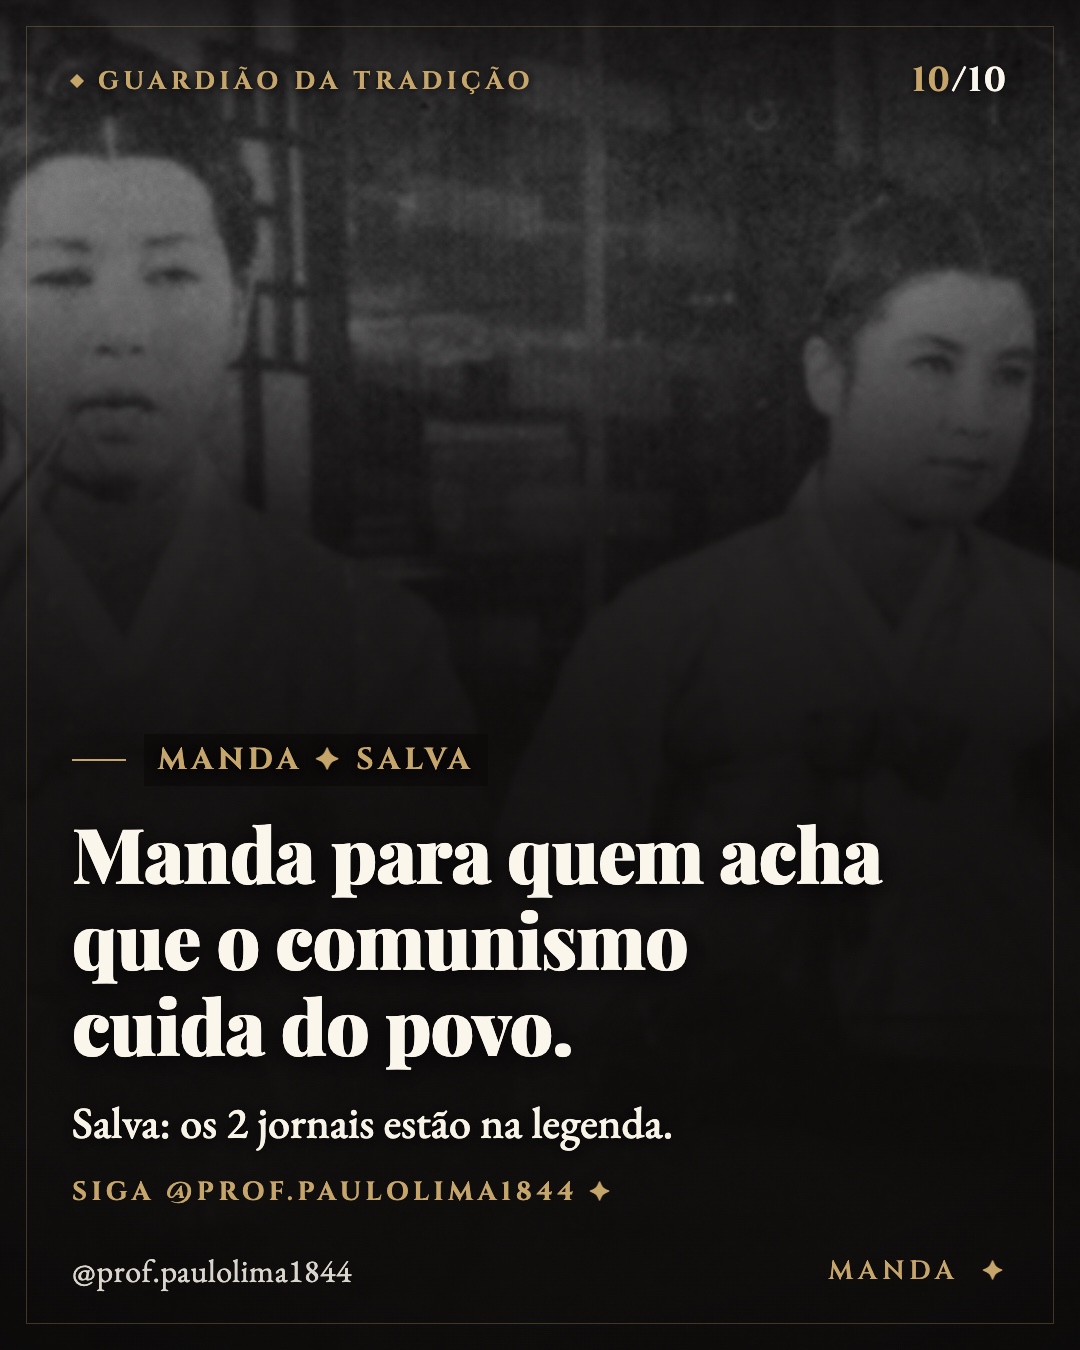 ◆ GUARDIÃO DA TRADIÇÃO
10/10
MANDA ✦ SALVA
Manda para quem acha
que o comunismo
cuida do povo.
Salva: os 2 jornais estão na legenda.
SIGA @PROF.PAULOLIMA1844 ✦
@prof.paulolima1844
MANDA ✦